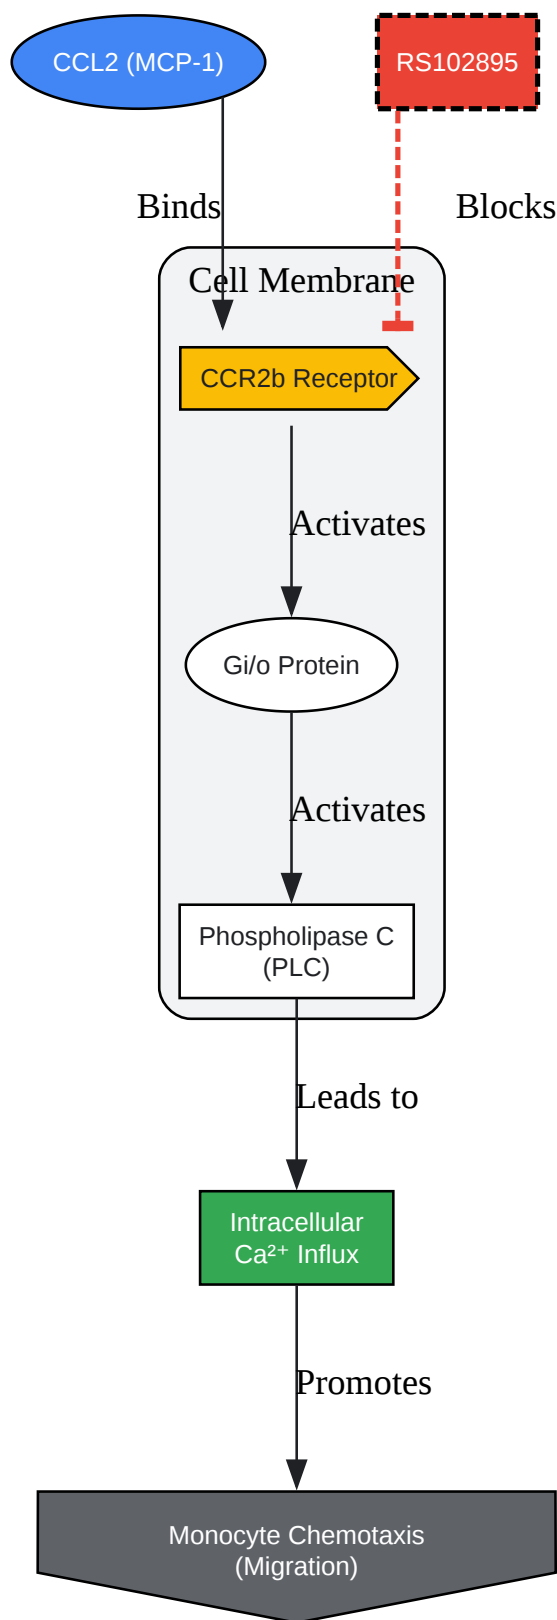 CCL2 (MCP-1)
RS102895
Binds
Blocks
Cell Membrane
CCR2b Receptor
Activates
Gi/o Protein
Activates
Phospholipase C
(PLC)
Leads to
Intracellular
Ca²⁺ Influx
Promotes
Monocyte Chemotaxis
(Migration)